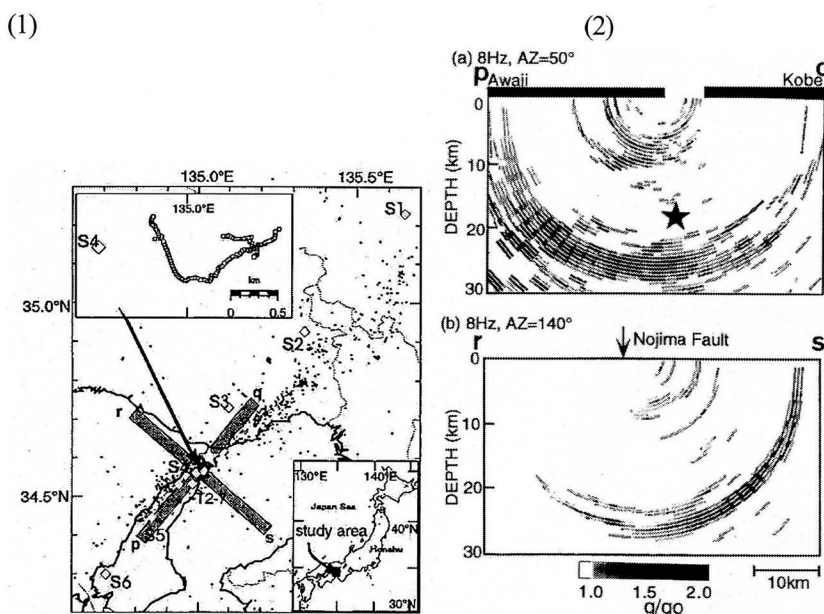 (1)
(2)
(a) 8Hz, AZ=50°
p Awaji Kobe
0
10
20
30
DEPTH (km)
(b) 8Hz, AZ=140°
r Nojima Fault s
0
10
20
30
DEPTH (km)
1.0 1.5 2.0
g/go
10km
135.0°E
135.5°E
135.0°E
S4
km
0 0.5
S1
35.0°N
S2
S3
q
r
34.5°N
S5
p
s
S6
130°E 140°E
Japan Sea
40°N
study area
Honshu
30°N